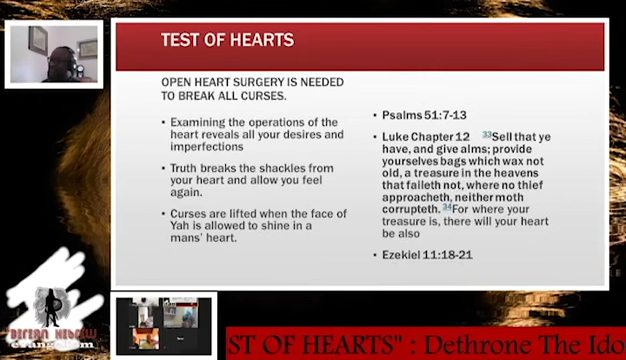 TEST OF HEARTS
OPEN HEART SURGERY IS NEEDED
TO BREAK ALL CURSES.
• Examining the operations of the
heart reveals all your desires and
imperfections
• Truth breaks the shackles from
your heart and allow you feel
again.
• Curses are lifted when the face of
Yah is allowed to shine in a
mans' heart.
• Psalms 51:7-13
• Luke Chapter 12 33Sell that ye
have, and give alms; provide
yourselves bags which wax not
old, a treasure in the heavens
that faileth not, where no thief
approacheth, neither moth
corrupteth. 34For where your
treasure is, there will your heart
be also
• Ezekiel 11:18-21
BEREAN HEBREW
evangelism
ST OF HEARTS" : Dethrone The Ido